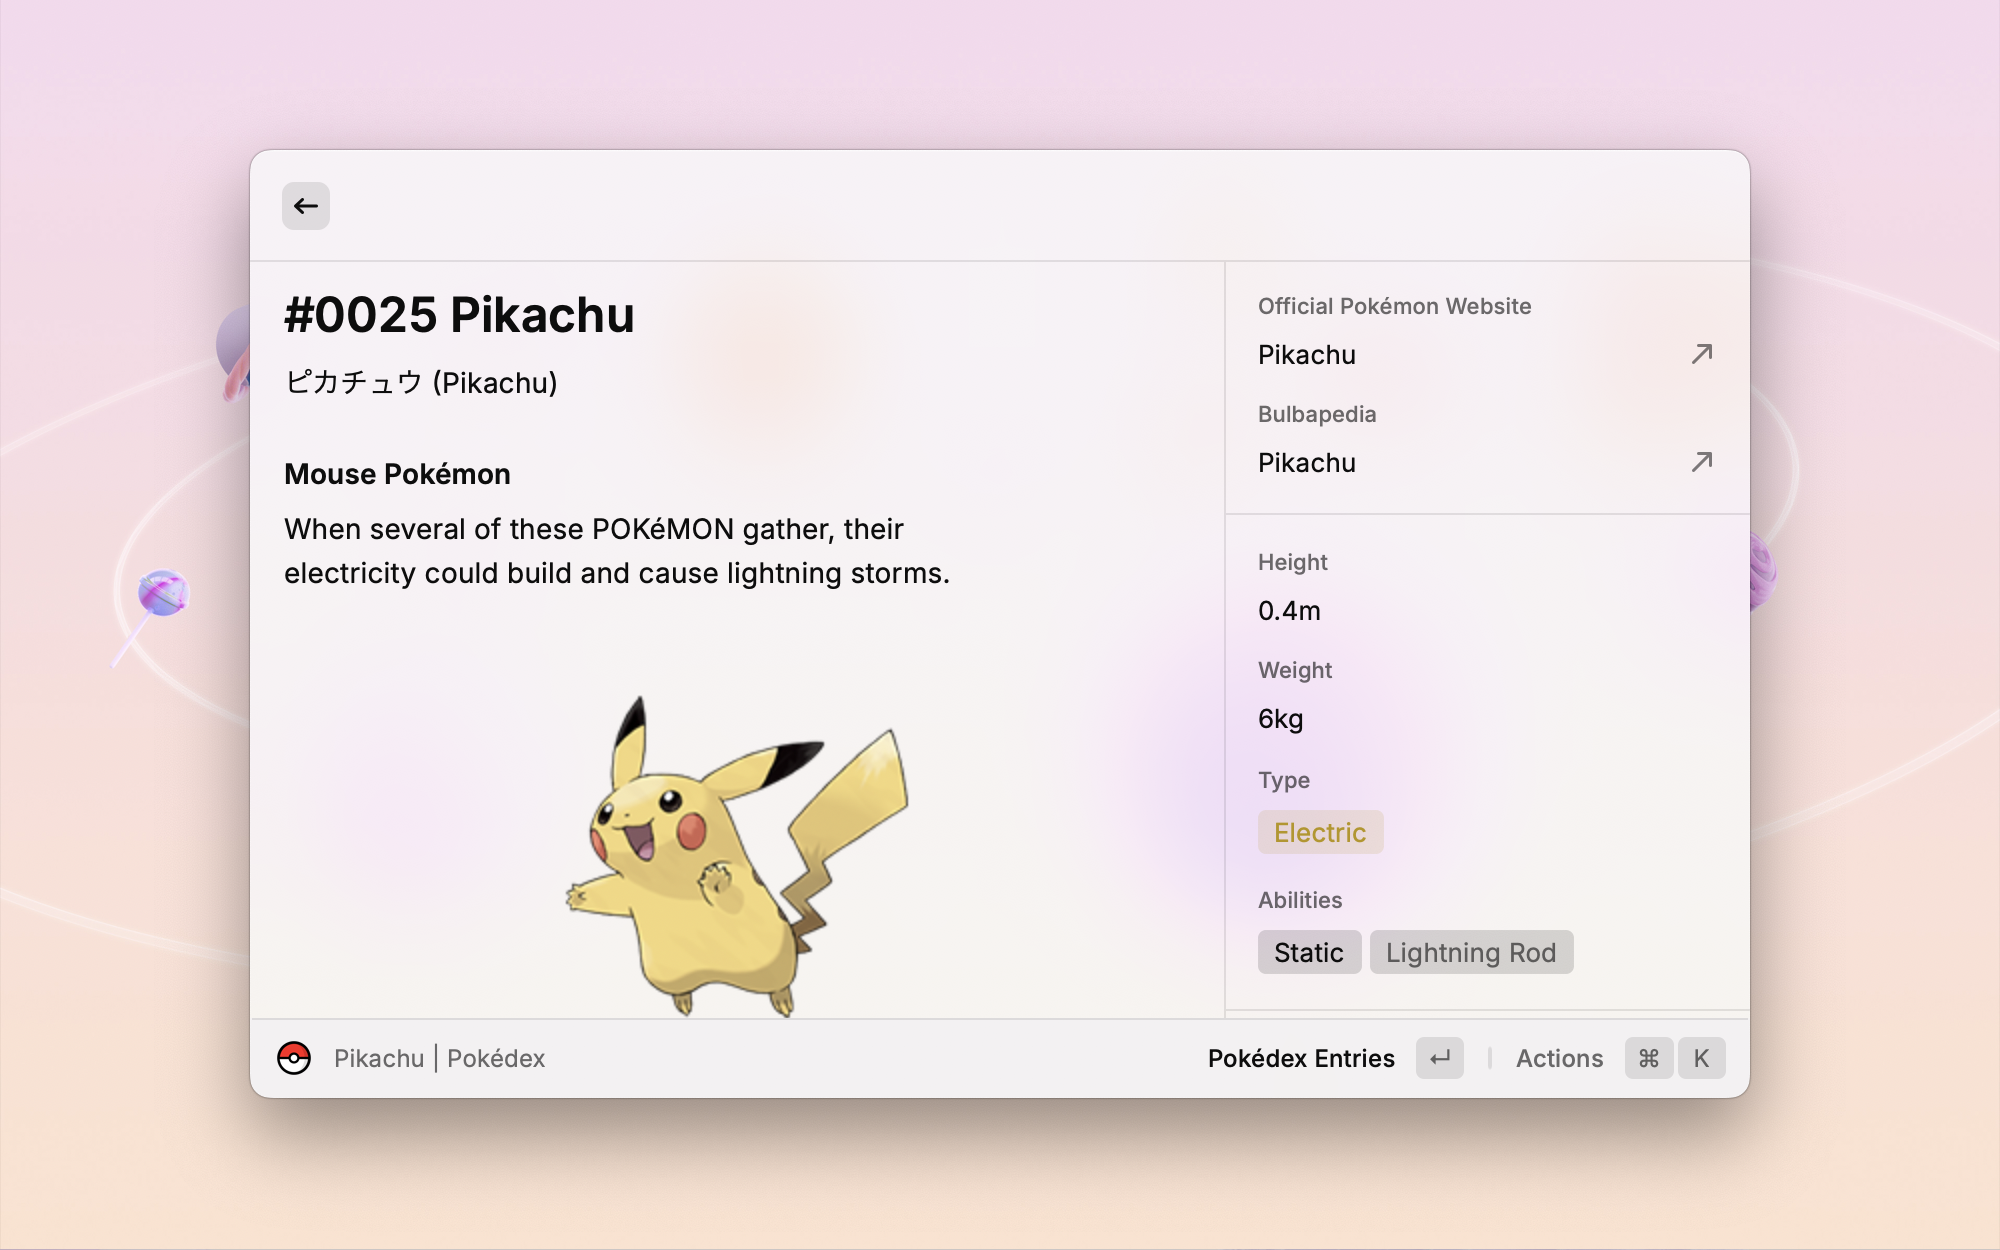 #0025 Pikachu
ピカチュウ (Pikachu)
Mouse Pokémon
When several of these POKéMON gather, their
electricity could build and cause lightning storms.
Official Pokémon Website
Pikachu
Bulbapedia
Pikachu
Height
0.4m
Weight
6kg
Type
Electric
Abilities
Static Lightning Rod
Pikachu | Pokédex
Pokédex Entries ↵ | Actions ⌘ K